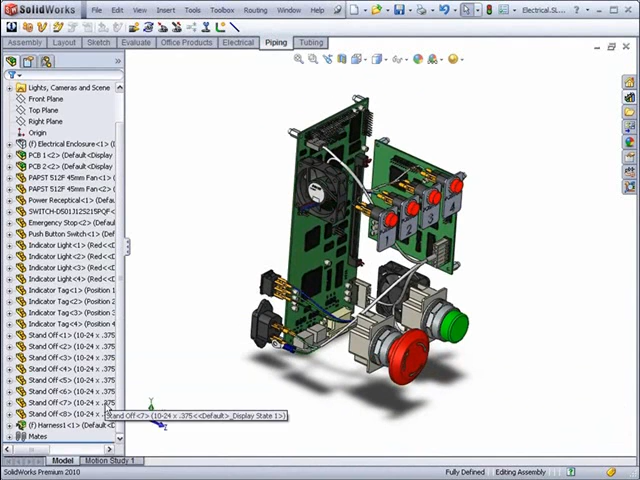 SolidWorks File Edit View Insert Tools Toolbox Routing Window Help Electrical.SL...
Assembly Layout Sketch Evaluate Office Products Electrical Piping Tubing
Lights, Cameras and Scene
Front Plane
Top Plane
Right Plane
Origin
(f) Electrical Enclosure<1> (
PCB 1<2> (Default<Display
PCB 2<2> (Default<Display
PAPST 512F 45mm Fan<1> (
PAPST 512F 45mm Fan<2> (
Power Receptical<1> (Defau
SWITCH-D501J12S215PQF<
Emergency Stop<2> (Defaul
Push Button Switch<1> (De
Indicator Light<1> (Red<<D
Indicator Light<2> (Red<<D
Indicator Light<3> (Red<<D
Indicator Light<4> (Red<<D
Indicator Tag<1> (Position 1
Indicator Tag<2> (Position
Indicator Tag<3> (Position
Indicator Tag<4> (Position
Stand Off<1> (10-24 x .375
Stand Off<2> (10-24 x .375
Stand Off<3> (10-24 x .375
Stand Off<4> (10-24 x .375
Stand Off<5> (10-24 x .375
Stand Off<6> (10-24 x .375
Stand Off<7> (10-24 x .375
Stand Off<8> (10-24 x .
Stand Off<7> (10-24 x .375<<Default>_Display State 1>)
(f) Harness1<1> (Default<D
Mates
1 2 3 4
Y
Z
Model Motion Study 1
SolidWorks Premium 2010 Fully Defined Editing Assembly